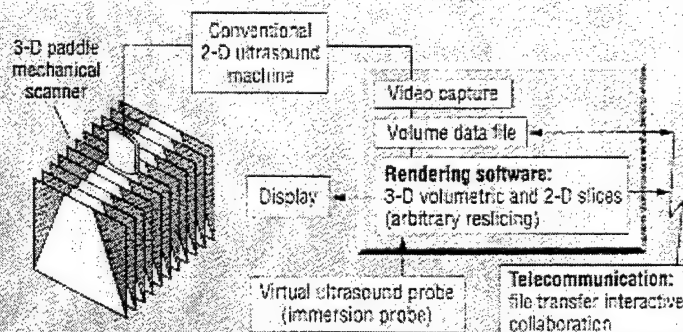 Conventional
2-D ultrasound
machine
3-D paddle
mechanical
scanner
Video capture
Volume data file
Rendering software:
3-D volumetric and 2-D slices
(arbitrary reslicing)
Display
Virtual ultrasound probe
(immersion probe)
Telecommunication:
file transfer interactive
collaboration